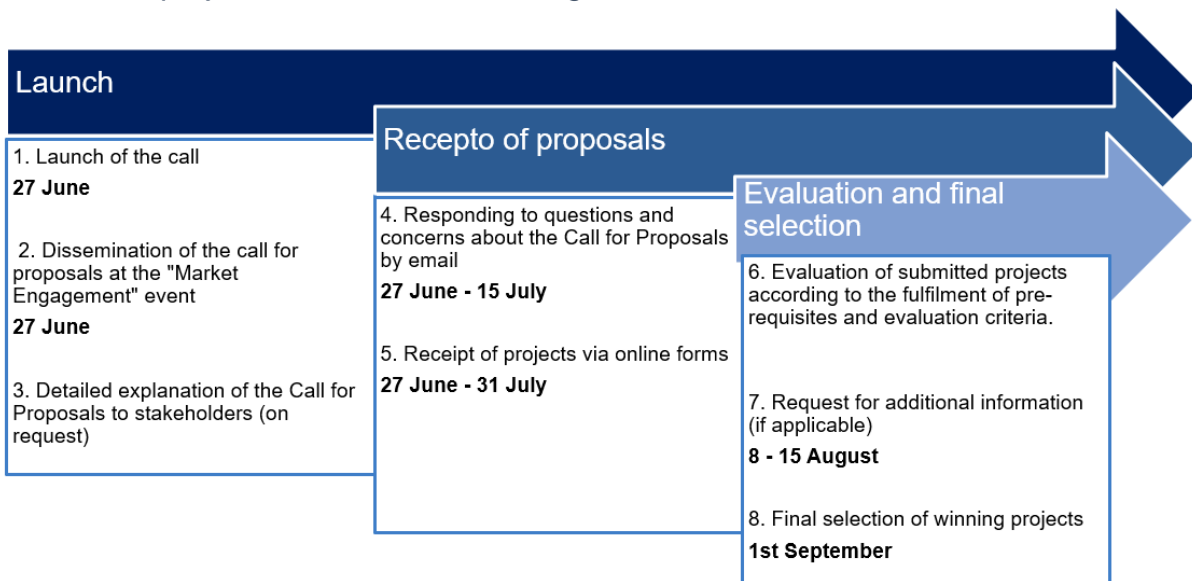 Launch
1. Launch of the call
27 June
2. Dissemination of the call for
proposals at the "Market
Engagement" event
27 June
3. Detailed explanation of the Call for
Proposals to stakeholders (on
request)
Recepto of proposals
4. Responding to questions and
concerns about the Call for Proposals
by email
27 June - 15 July
5. Receipt of projects via online forms
27 June - 31 July
Evaluation and final
selection
6. Evaluation of submitted projects
according to the fulfilment of pre-
requisites and evaluation criteria.
7. Request for additional information
(if applicable)
8 - 15 August
8. Final selection of winning projects
1st September